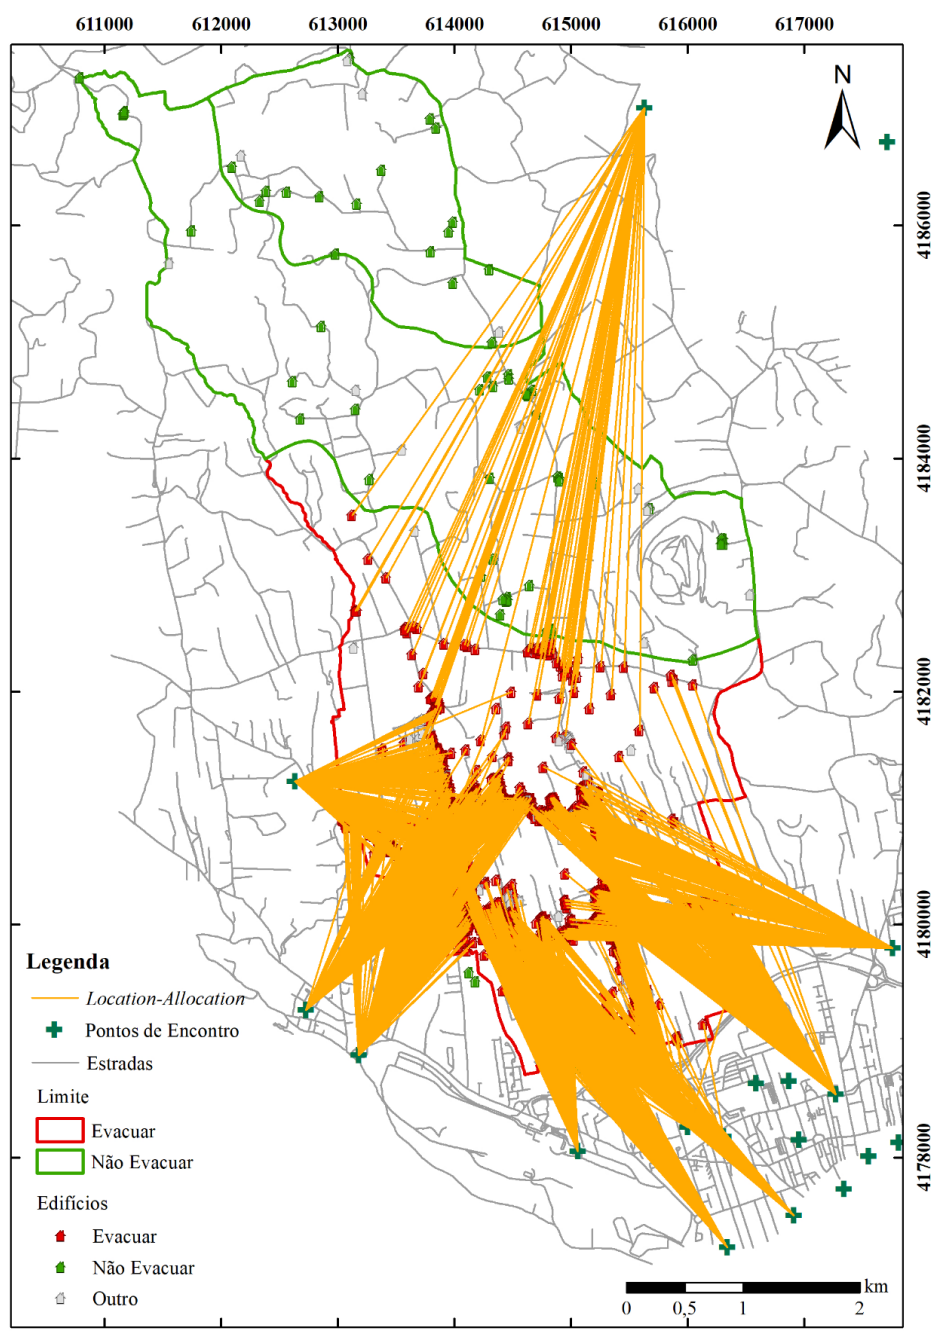 611000 612000 613000 614000 615000 616000 617000
N
4186000
4184000
4182000
4180000
4178000
Legenda
Location-Allocation
Pontos de Encontro
Estradas
Limite
Evacuar
Não Evacuar
Edifícios
Evacuar
Não Evacuar
Outro
km
0 0,5 1 2